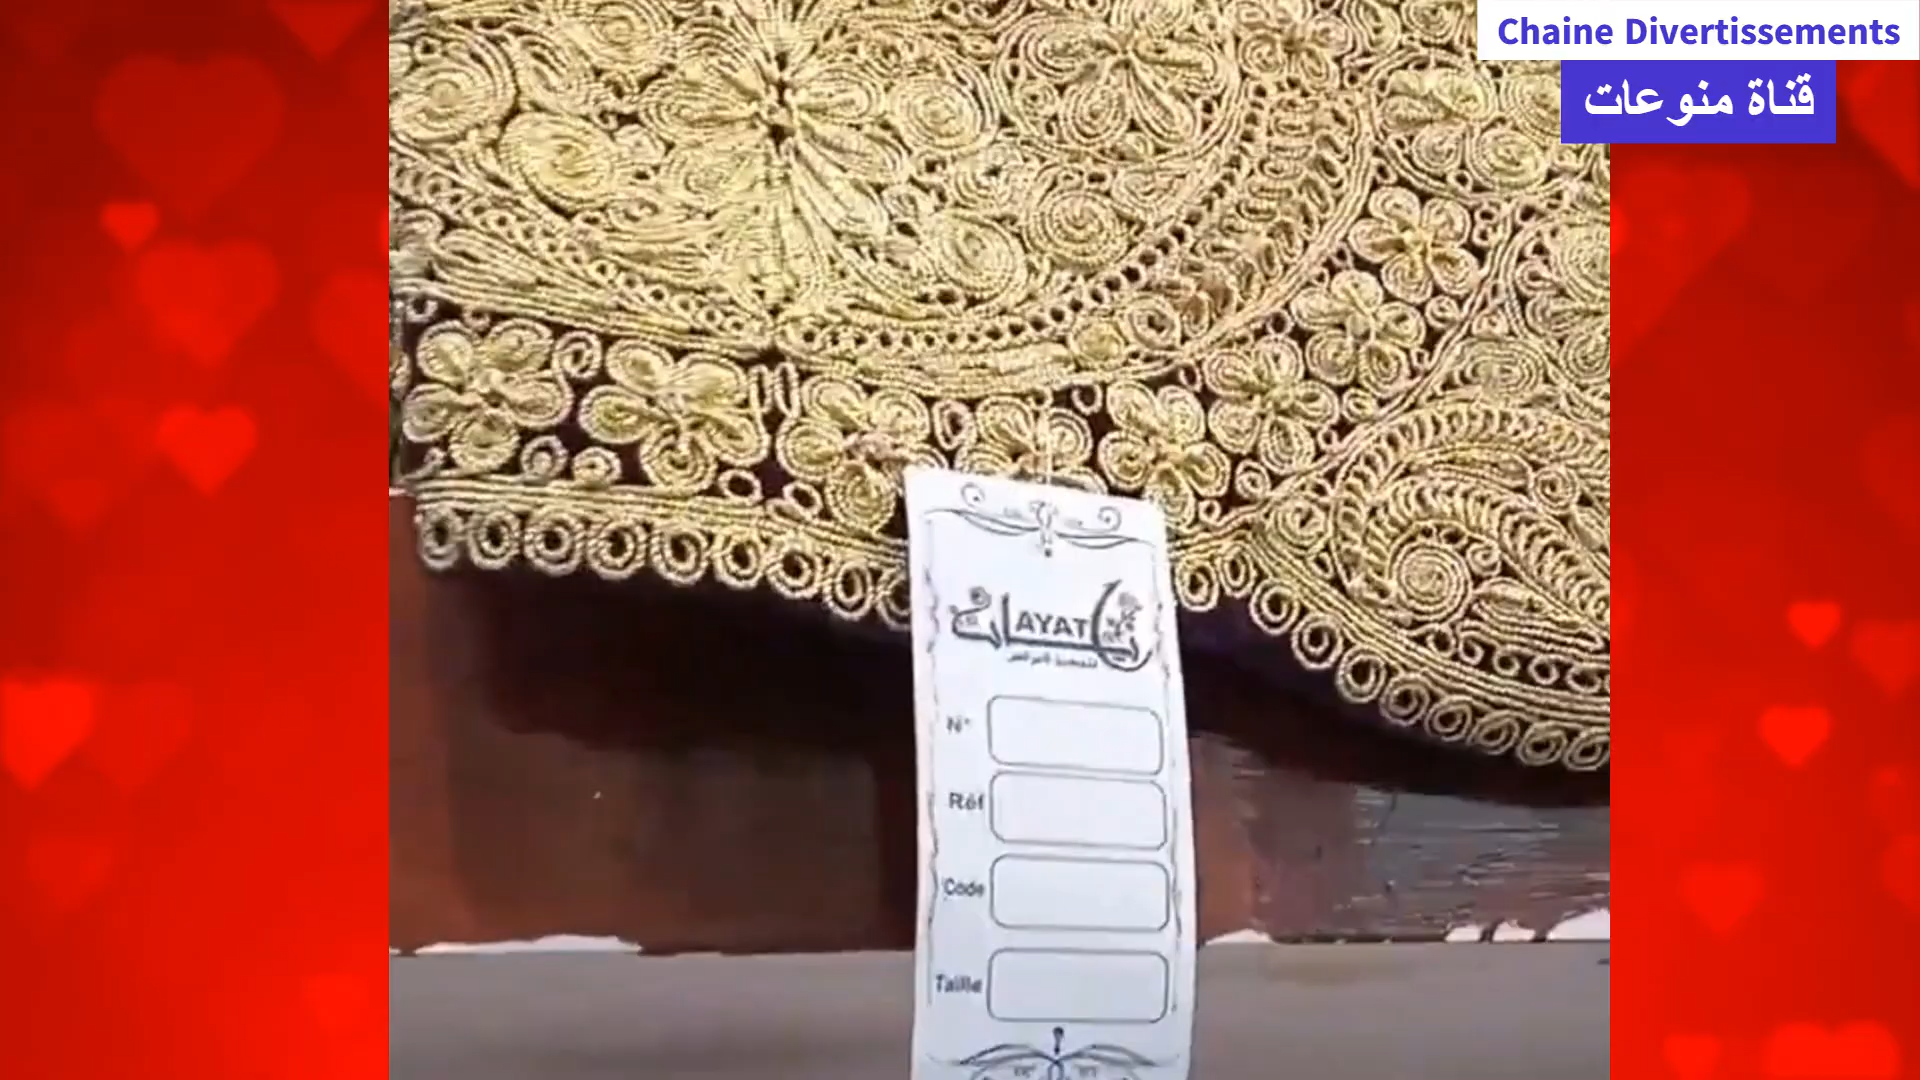 Chaine Divertissements
قناة منوعات
AYAT
N°
Réf
Code
Taille